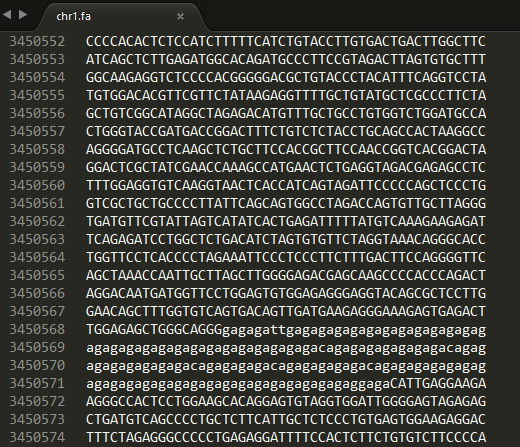 chr1.fa
3450552 CCCCACACTCTCCATCTTTTTCATCTGTACCTTGTGACTGACTTGGCTTC
3450553 ATCAGCTCTTGAGATGGCACAGATGCCCTTCCGTAGACTTAGTGTGCTTT
3450554 GGCAAGAGGTCTCCCCACGGGGGACGCTGTACCCTACATTTCAGGTCCTA
3450555 TGTGGACACGTTCGTTCTATAAGAGGTTTTGCTGTATGCTCGCCCTTCTA
3450556 GCTGTCGGCATAGGCTAGAGACATGTTTGCTGCCTGTGGTCTGGATGCCA
3450557 CTGGGTACCGATGACCGGACTTTCTGTCTCTACCTGCAGCCACTAAGGCC
3450558 AGGGGATGCCTCAAGCTCTGCTTCCACCGCTTCCAACCGGTCACGGACTA
3450559 GGACTCGCTATCGAACCAAAGCCATGAACTCTGAGGTAGACGAGAGCCTC
3450560 TTTGGAGGTGTCAAGGTAACTCACCATCAGTAGATTCCCCCAGCTCCCTG
3450561 GTCGCTGCTGCCCCTTATTCAGCAGTGGCCTAGACCAGTGTTGCTTAGGG
3450562 TGATGTTCGTATTAGTCATATCACTGAGATTTTTATGTCAAAGAAGAGAT
3450563 TCAGAGATCCTGGCTCTGACATCTAGTGTGTTCTAGGTAAACAGGGCACC
3450564 TGGTTCCTCACCCCTAGAAATTCCCTCCCTTCTTTGACTTCCAGGGGTTC
3450565 AGCTAAACCAATTGCTTAGCTTGGGGAGACGAGCAAGCCCCACCCAGACT
3450566 AGGACAATGATGGTTCCTGGAGTGTGGAGAGGGAGGTACAGCGCTCCTTG
3450567 GAACAGCTTTGGTGTCAGTGACAGTTGATGAAGAGGGAAAGAGTGAGACT
3450568 TGGAGAGCTGGGCAGGGgagagattgagagagagagagagagagagagag
3450569 agagagagagagagagagagagagagagagacagagagagagagacagag
3450570 agagagagagagacagagagagacagagagagagacagagagagagagag
3450571 agagagagagagagagagagagagagagagagaggagaCATTGAGGAAGA
3450572 AGGGCCACTCCTGGAAGCACAGGAGTGTAGGTGGATTGGGGAGTAGAGAG
3450573 CTGATGTCAGCCCCTGCTCTTCATTGCTCTCCCTGTGAGTGGAAGAGGAC
3450574 TTTCTAGAGGGCCCCCTGAGAGGATTTTCCACTCTTCTGTGTCTTCCCCA